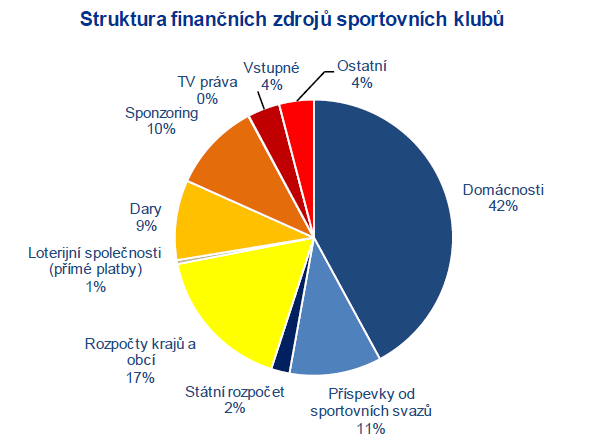 Struktura finančních zdrojů sportovních klubů
Ostatní
4%
Vstupné
4%
TV práva
0%
Sponzoring
10%
Domácnosti
42%
Dary
9%
Loterijní společnosti
(přímé platby)
1%
Rozpočty krajů a
obcí
17%
Státní rozpočet
2%
Příspevky od
sportovních svazů
11%